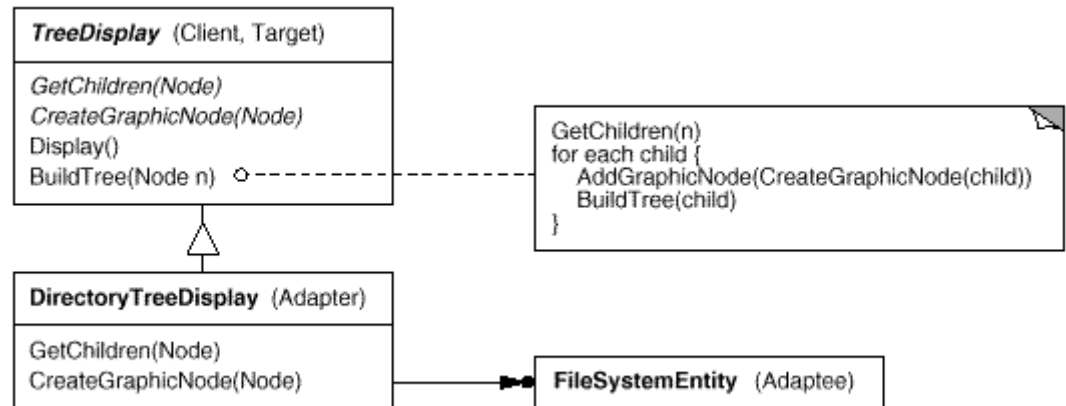 TreeDisplay (Client, Target)
GetChildren(Node)
CreateGraphicNode(Node)
Display()
BuildTree(Node n)
GetChildren(n)
for each child {
AddGraphicNode(CreateGraphicNode(child))
BuildTree(child)
}
DirectoryTreeDisplay (Adapter)
GetChildren(Node)
CreateGraphicNode(Node)
FileSystemEntity (Adaptee)